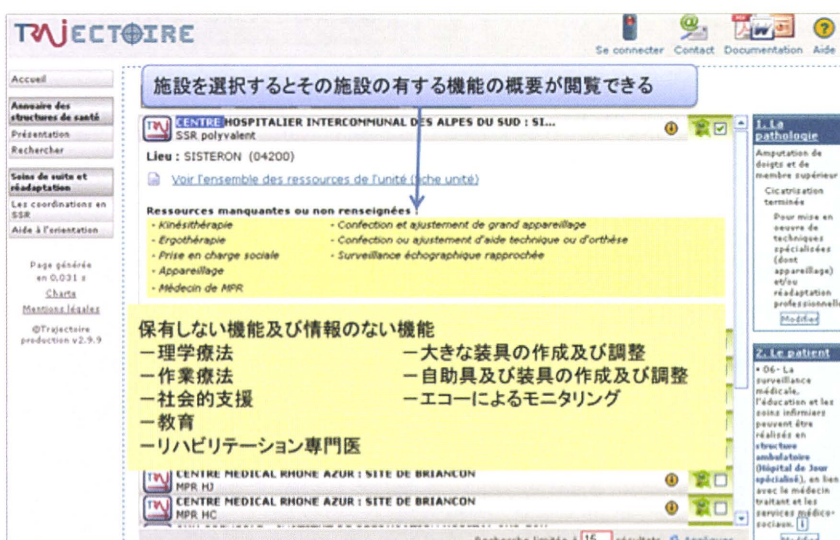 TRAJECTOIRE
Se connecter Contact Documentation Aide
Accueil
Annuaire des
structures de santé
Présentation
Rechercher
Soins de suite et
réadaptation
Les coordinations en
SSR
Aide à l'orientation
Page générée
en 0,031 s
Charte
Mentions légales
©Trajectoire
production v2.9.9
施設を選択するとその施設の有する機能の概要が閲覧できる
CENTRE HOSPITALIER INTERCOMMUNAL DES ALPES DU SUD : SI...
SSR polyvalent
Lieu : SISTERON (04200)
Voir l'ensemble des ressources de l'unité (fiche unité)
Ressources manquantes ou non renseignées :
- Kinésithérapie
- Ergothérapie
- Prise en charge sociale
- Appareillage
- Médecin de MPR
- Confection et ajustement de grand appareillage
- Confection ou ajustement d'aide technique ou d'orthèse
- Surveillance échographique rapprochée
保有しない機能及び情報のない機能
－理学療法
－作業療法
－社会的支援
－教育
－リハビリテーション専門医
－大きな装具の作成及び調整
－自助具及び装具の作成及び調整
－エコーによるモニタリング
CENTRE MEDICAL RHONE AZUR : SITE DE BRIANCON
MPR HJ
CENTRE MEDICAL RHONE AZUR : SITE DE BRIANCON
MPR HC
Recherche limitée à 15 résultats Appliquer
1. La
pathologie
Amputation de
doigts et de
membre supérieur
Cicatrisation
terminée
Pour mise en
oeuvre de
techniques
spécialisées
(dont
appareillage)
et/ou
réadaptation
professionnelle
Modifier
2. Le patient
• 06- La
surveillance
médicale,
l'éducation et les
soins infirmiers
peuvent être
réalisés en
structure
ambulatoire
(Hôpital de Jour
spécialisé), en lien
avec le médecin
traitant et les
services médico-
sociaux.
Modifier